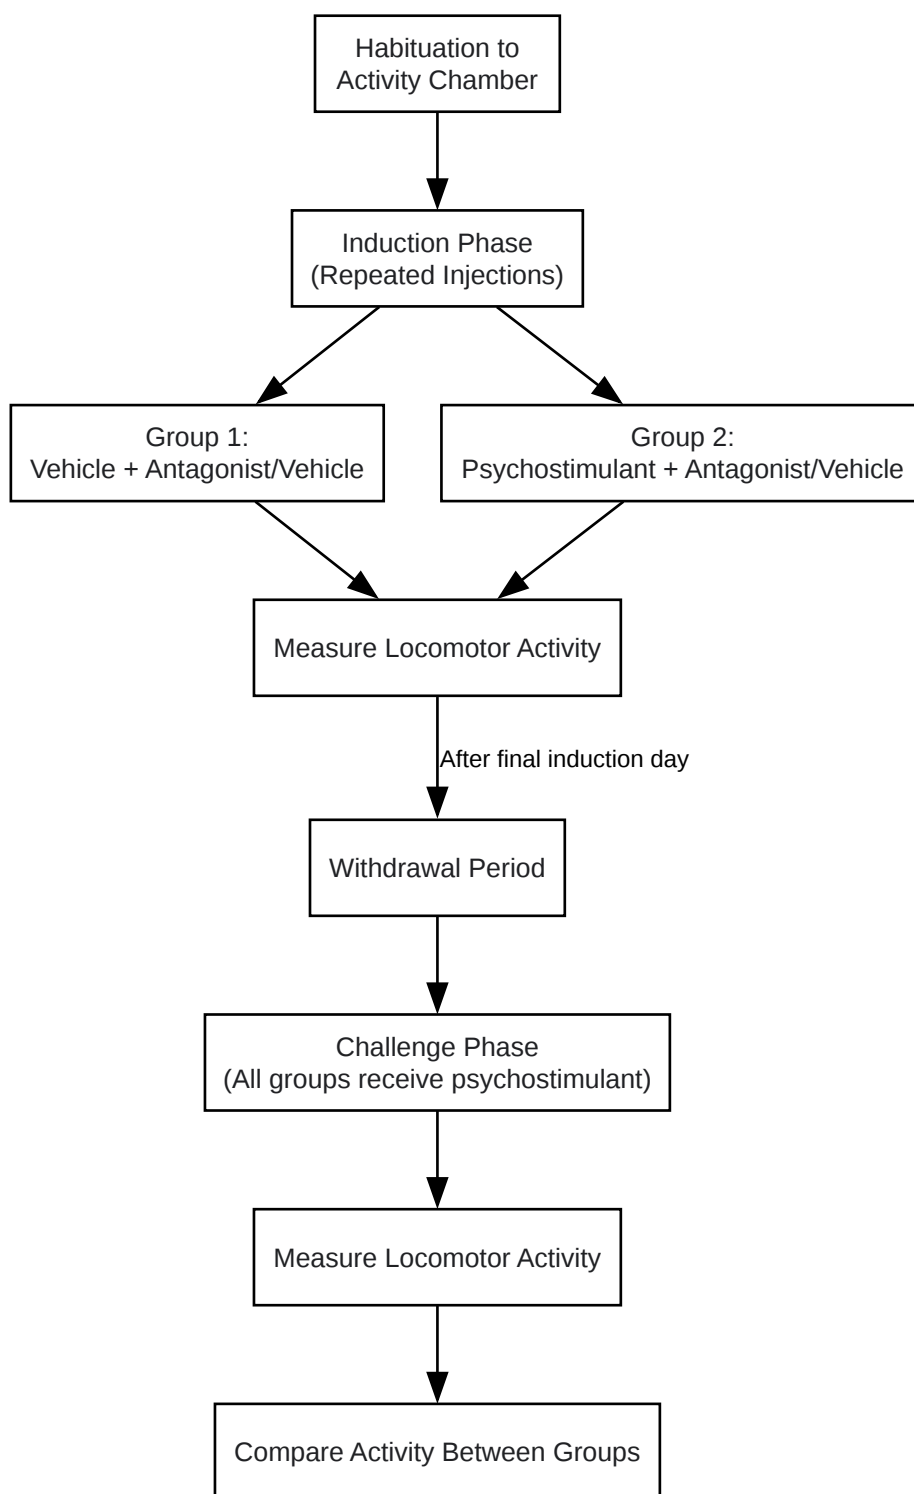 Habituation to
Activity Chamber
Induction Phase
(Repeated Injections)
Group 1:
Vehicle + Antagonist/Vehicle
Group 2:
Psychostimulant + Antagonist/Vehicle
Measure Locomotor Activity
After final induction day
Withdrawal Period
Challenge Phase
(All groups receive psychostimulant)
Measure Locomotor Activity
Compare Activity Between Groups